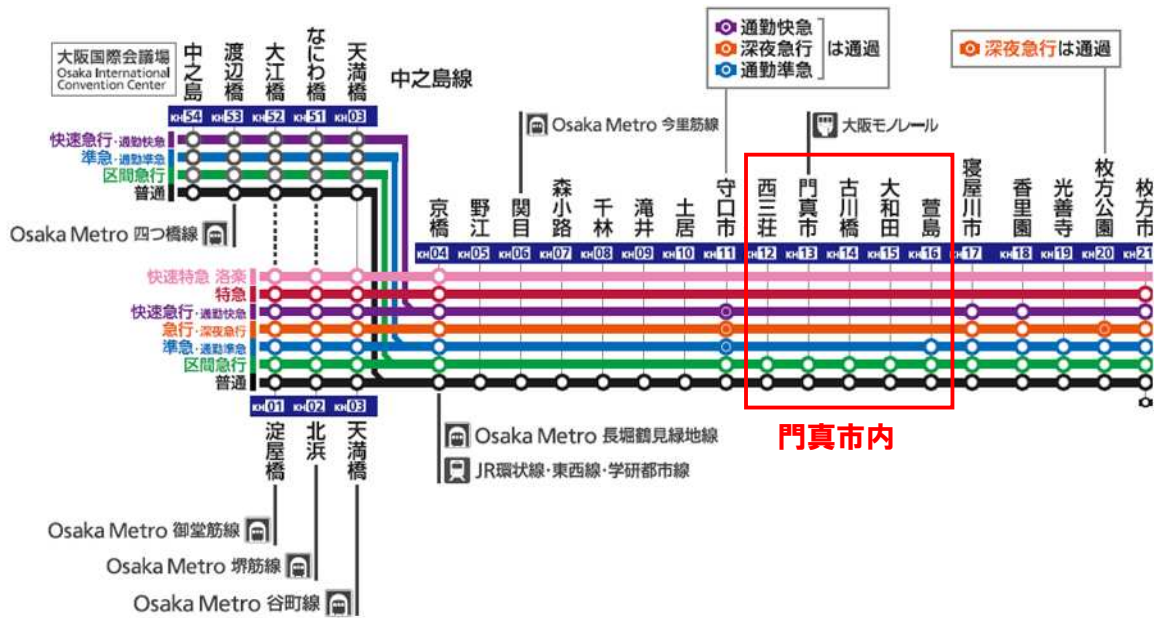 通勤快急
深夜急行
通勤準急
は通過
深夜急行は通過
大阪国際会議場
Osaka International
Convention Center
中之島
渡辺橋
大江橋
なにわ橋
天満橋
中之島線
KH54
KH53
KH52
KH51
KH03
快速急行・通勤快急
準急・通勤準急
区間急行
普通
Osaka Metro 四つ橋線
Osaka Metro 今里筋線
大阪モノレール
京橋
野江
関目
森小路
千林
滝井
土居
守口市
西三荘
門真市
古川橋
大和田
萱島
寝屋川市
香里園
光善寺
枚方公園
枚方市
KH04
KH05
KH06
KH07
KH08
KH09
KH10
KH11
KH12
KH13
KH14
KH15
KH16
KH17
KH18
KH19
KH20
KH21
快速特急 洛楽
特急
快速急行・通勤快急
急行・深夜急行
準急・通勤準急
区間急行
普通
KH01
KH02
KH03
淀屋橋
北浜
天満橋
Osaka Metro 長堀鶴見緑地線
JR環状線・東西線・学研都市線
門真市内
Osaka Metro 御堂筋線
Osaka Metro 堺筋線
Osaka Metro 谷町線